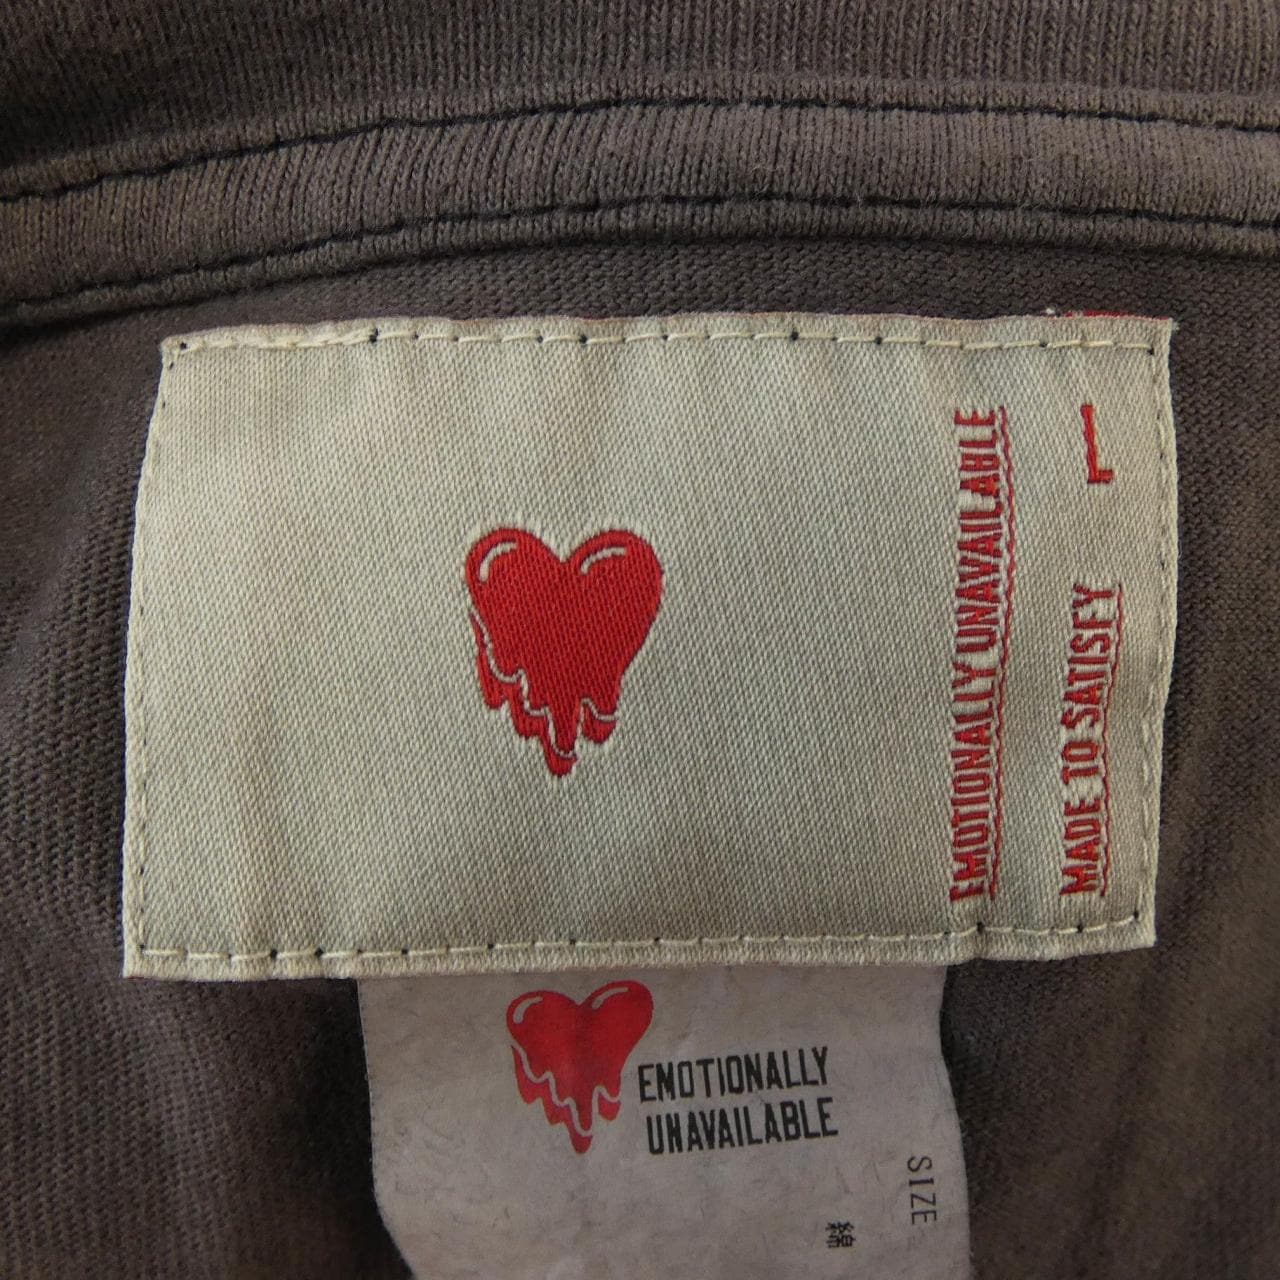 EMOTIONALLY UNAVAILABLE
L
MADE TO SATISFY
EMOTIONALLY
UNAVAILABLE
SIZE
綿